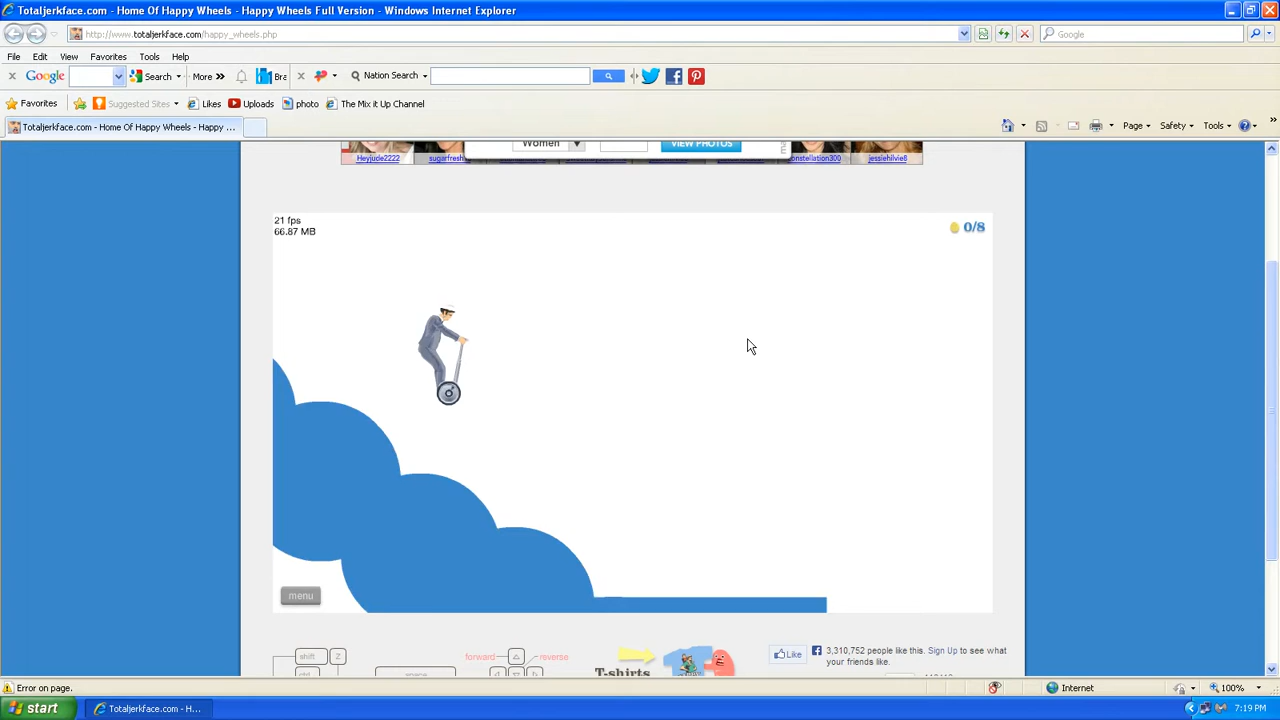 Totaljerkface.com - Home Of Happy Wheels - Happy Wheels Full Version - Windows Internet Explorer
http://www.totaljerkface.com/happy_wheels.php
Google
File Edit View Favorites Tools Help
Google Search More » Bra Nation Search
Favorites Suggested Sites Likes Uploads photo The Mix it Up Channel
Totaljerkface.com - Home Of Happy Wheels - Happy ...
Page Safety Tools
Women VIEW PHOTOS
Heyjude2222 sugarfresh onstellation300 jessiehilvie8
21 fps
66.87 MB
0/8
menu
shift Z forward reverse
ctrl space
T-shirts
Like 3,310,752 people like this. Sign Up to see what
your friends like.
Error on page. Internet 100%
start Totaljerkface.com - H... 7:19 PM